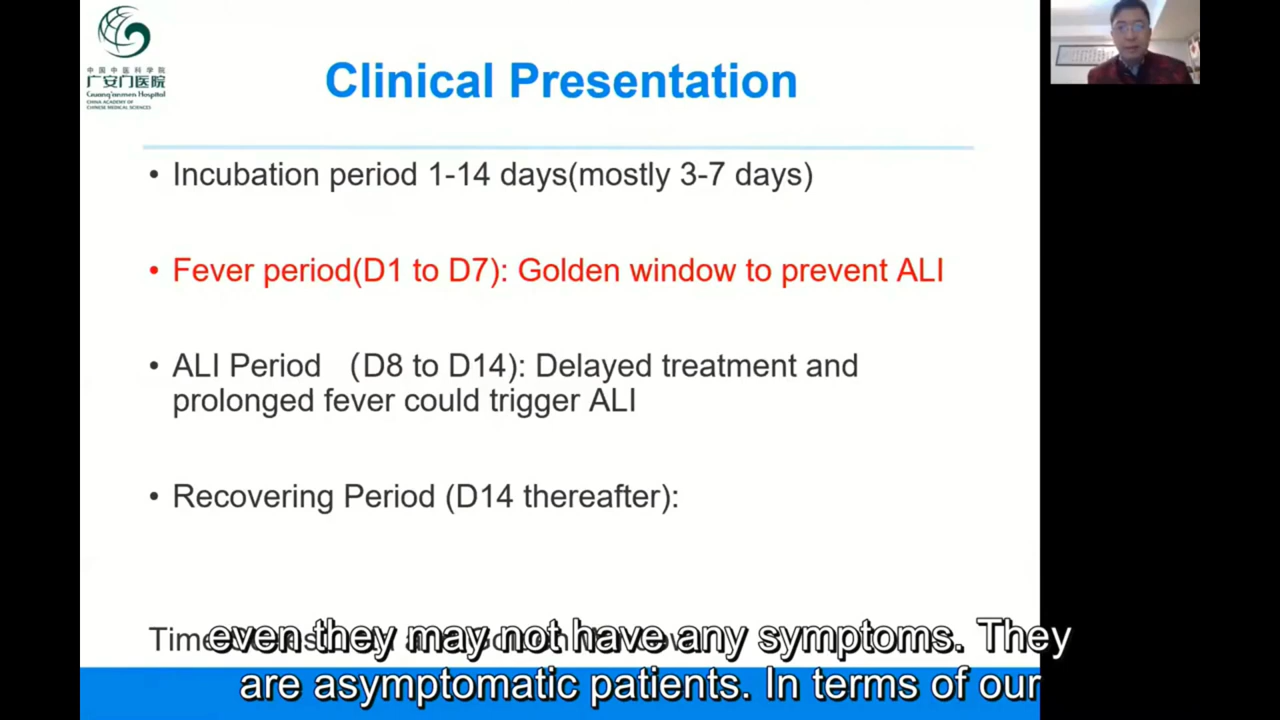 中国中医科学院
广安门医院
Guang'anmen Hospital
CHINA ACADEMY OF
CHINESE MEDICAL SCIENCES
Clinical Presentation
• Incubation period 1-14 days(mostly 3-7 days)
• Fever period(D1 to D7): Golden window to prevent ALI
• ALI Period （D8 to D14): Delayed treatment and
prolonged fever could trigger ALI
• Recovering Period (D14 thereafter):
even they may not have any symptoms. They
are asymptomatic patients. In terms of our